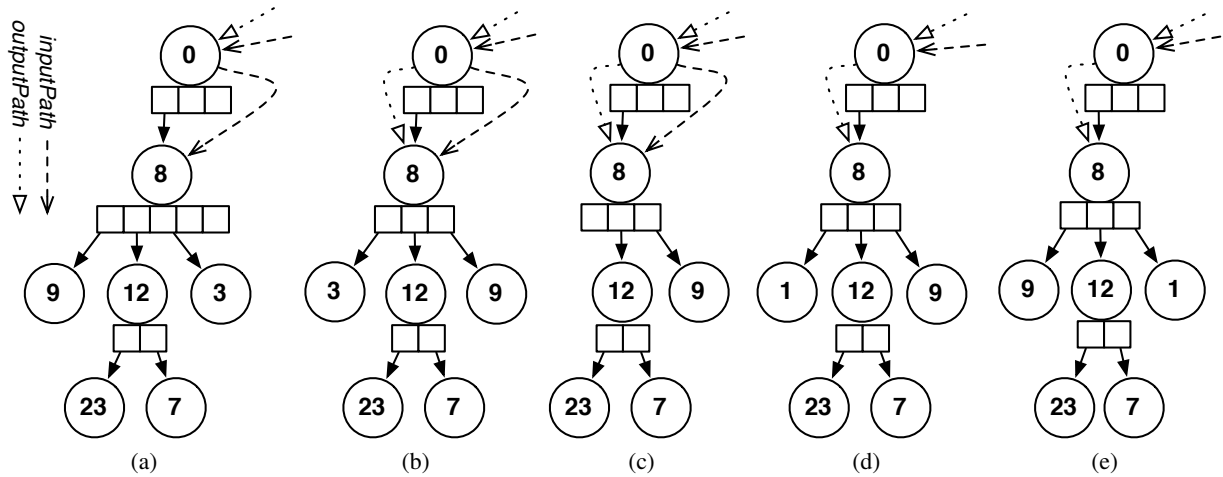 inputPath
outputPath
0 0 0 0 0
8 8 8 8 8
9 12 3 3 12 9 12 9 1 12 9 9 12 1
23 7 23 7 23 7 23 7 23 7
(a) (b) (c) (d) (e)